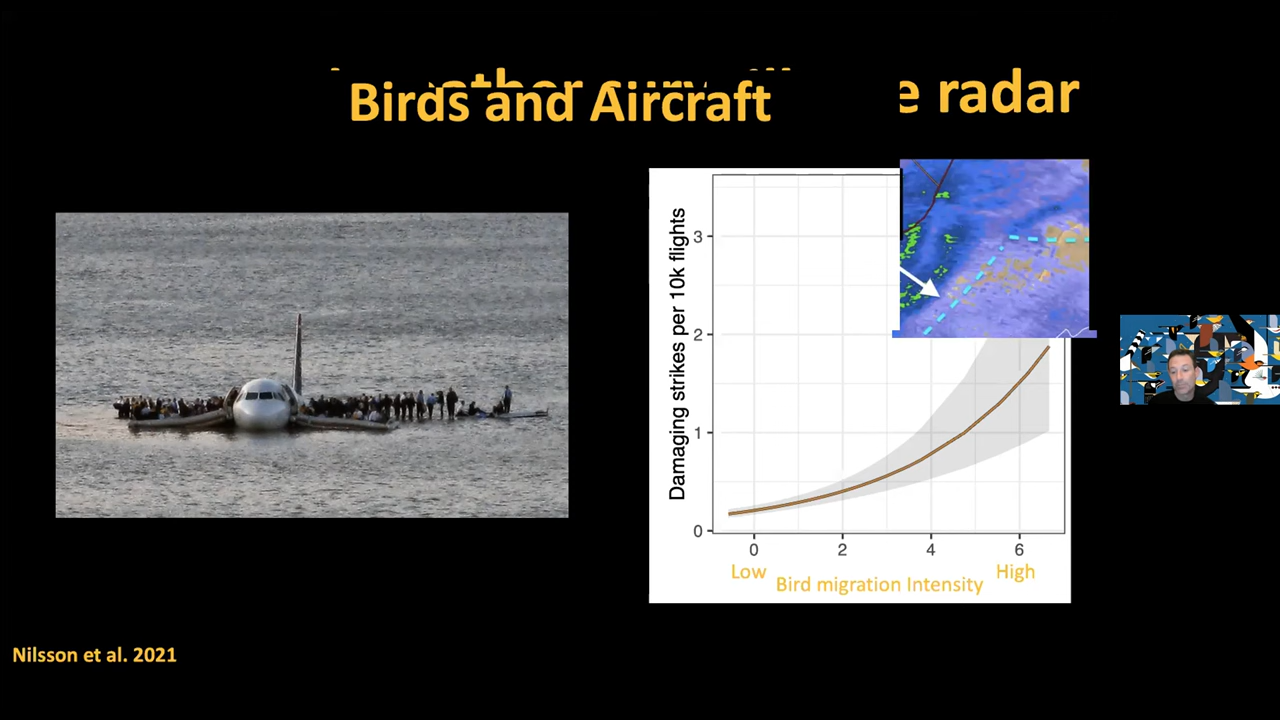 Birds and Aircraft
e radar
Damaging strikes per 10k flights
3
2
1
0
0 2 4 6
Low High
Bird migration Intensity
Nilsson et al. 2021